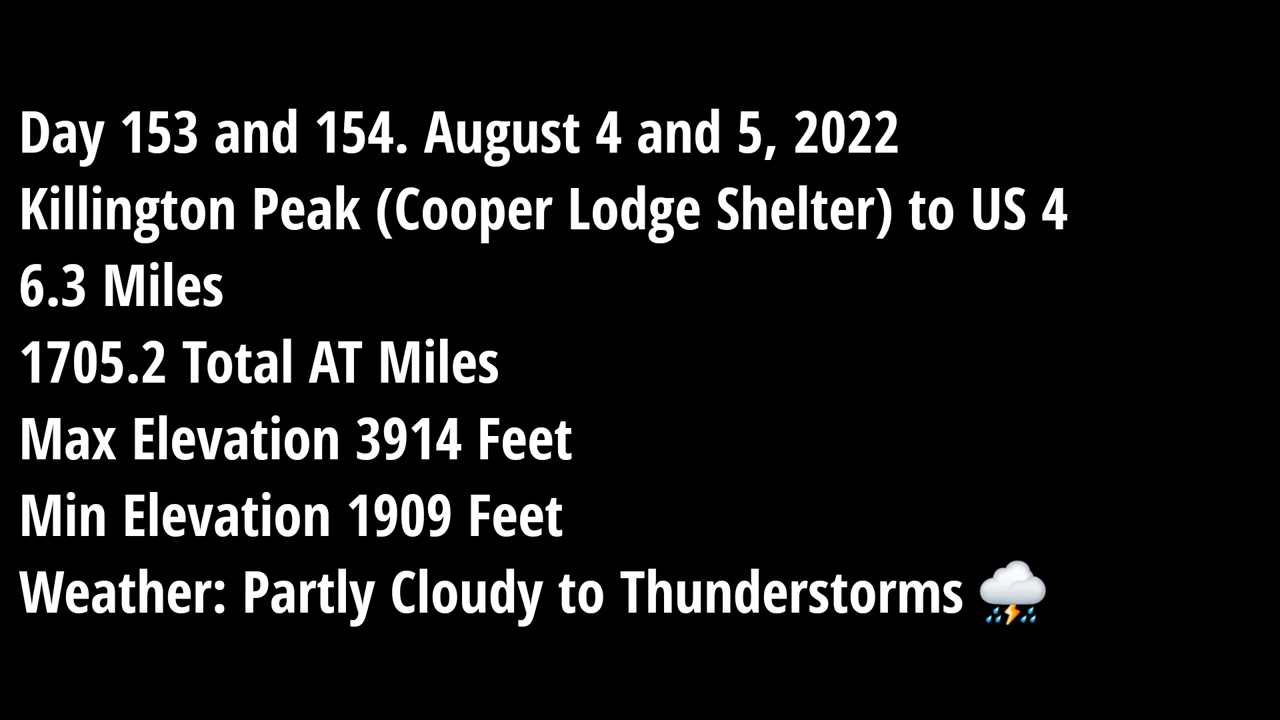 Day 153 and 154. August 4 and 5, 2022
Killington Peak (Cooper Lodge Shelter) to US 4
6.3 Miles
1705.2 Total AT Miles
Max Elevation 3914 Feet
Min Elevation 1909 Feet
Weather: Partly Cloudy to Thunderstorms ⛈️